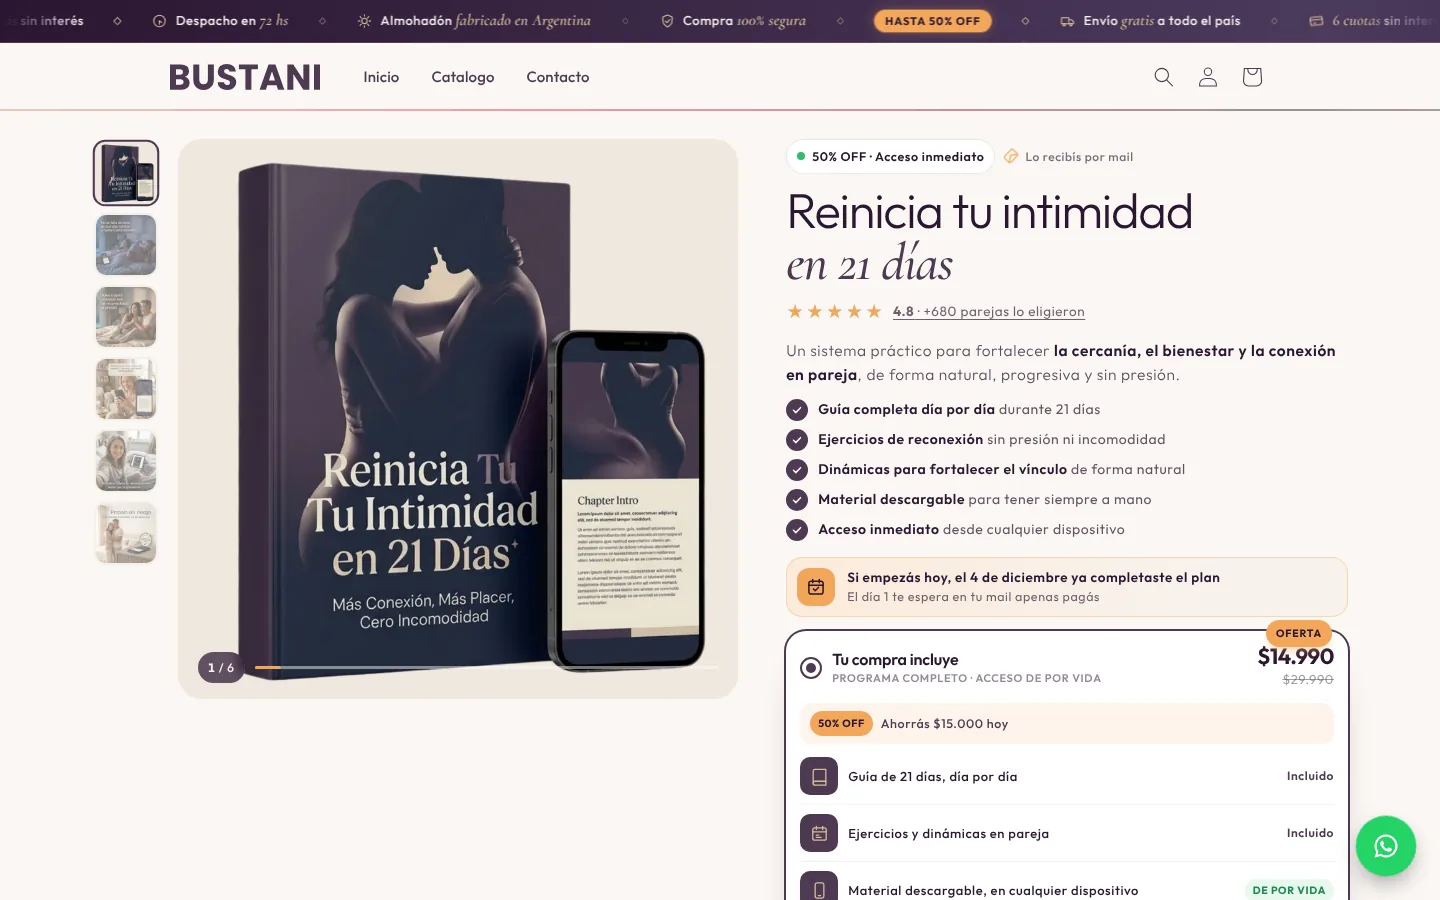 sin interés
Despacho en 72 hs
Almohadón fabricado en Argentina
Compra 100% segura
HASTA 50% OFF
Envío gratis a todo el país
6 cuotas sin
BUSTANI
Inicio
Catalogo
Contacto
50% OFF · Acceso inmediato
Lo recibís por mail
Reinicia tu intimidad
en 21 días
4.8 · +680 parejas lo eligieron
Un sistema práctico para fortalecer la cercanía, el bienestar y la conexión
en pareja, de forma natural, progresiva y sin presión.
Guía completa día por día durante 21 días
Ejercicios de reconexión sin presión ni incomodidad
Dinámicas para fortalecer el vínculo de forma natural
Material descargable para tener siempre a mano
Acceso inmediato desde cualquier dispositivo
Si empezás hoy, el 4 de diciembre ya completaste el plan
El día 1 te espera en tu mail apenas pagás
OFERTA
Tu compra incluye
PROGRAMA COMPLETO · ACCESO DE POR VIDA
$14.990
$29.990
50% OFF
Ahorrás $15.000 hoy
Guía de 21 días, día por día
Incluido
Ejercicios y dinámicas en pareja
Incluido
Material descargable, en cualquier dispositivo
DE POR VIDA
Reinicia Tu
Tu Intimidad
en 21 Días
Más Conexión, Más Placer,
Cero Incomodidad
Chapter Intro
1 / 6